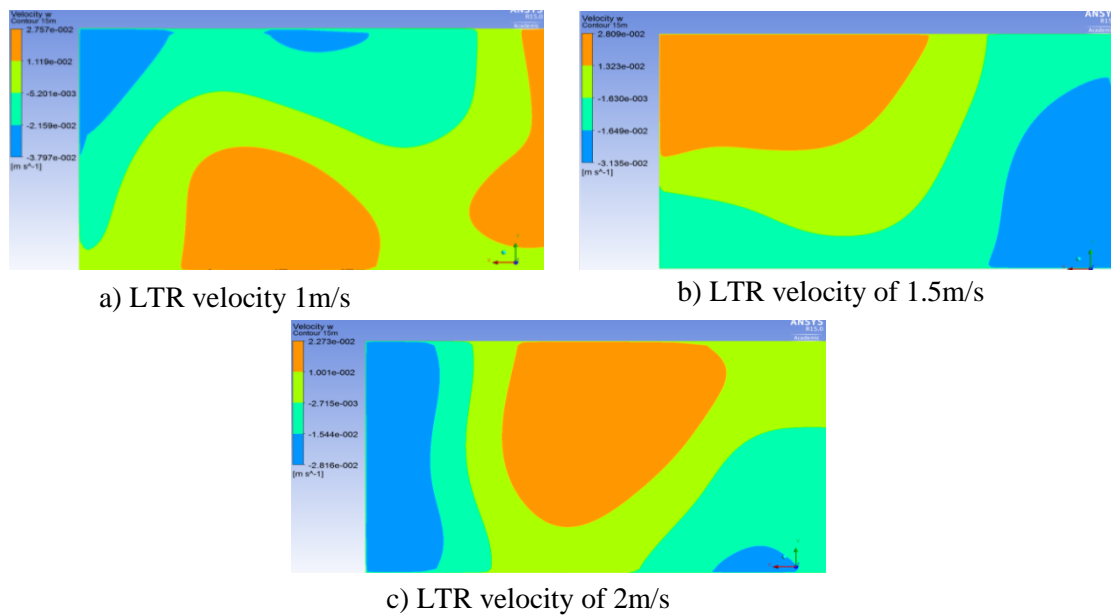 Velocity w
Contour 15m
2.757e-002
1.119e-002
-5.201e-003
-2.159e-002
-3.797e-002
[m s^-1]
ANSYS
R15.0
Academic
a) LTR velocity 1m/s
Velocity w
Contour 15m
2.809e-002
1.323e-002
-1.630e-003
-1.649e-002
-3.135e-002
[m s^-1]
b) LTR velocity of 1.5m/s
Velocity w
Contour 15m
2.273e-002
1.001e-002
-2.715e-003
-1.544e-002
-2.816e-002
[m s^-1]
ANSYS
R15.0
Academic
c) LTR velocity of 2m/s